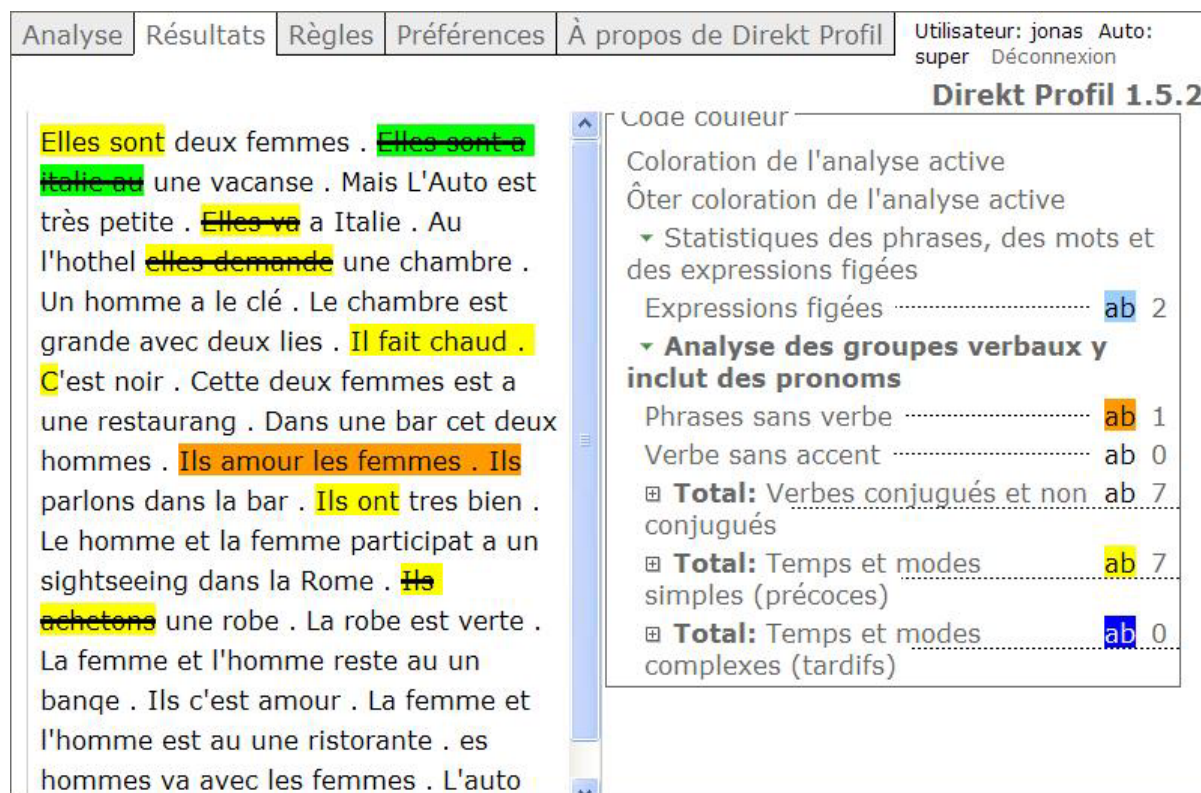 Analyse Résultats Règles Préférences À propos de Direkt Profil
Utilisateur: jonas Auto:
super Déconnexion
Direkt Profil 1.5.2
Elles sont deux femmes . Elles sont a
italie au une vacanse . Mais L'Auto est
très petite . Elles va a Italie . Au
l'hothel elles demande une chambre .
Un homme a le clé . Le chambre est
grande avec deux lies . Il fait chaud .
C'est noir . Cette deux femmes est a
une restaurang . Dans une bar cet deux
hommes . Ils amour les femmes . Ils
parlons dans la bar . Ils ont tres bien .
Le homme et la femme participat a un
sightseeing dans la Rome . Ils
achetons une robe . La robe est verte .
La femme et l'homme reste au un
banqe . Ils c'est amour . La femme et
l'homme est au une ristorante . es
hommes va avec les femmes . L'auto
Code couleur
Coloration de l'analyse active
Ôter coloration de l'analyse active
Statistiques des phrases, des mots et
des expressions figées
Expressions figées ab 2
Analyse des groupes verbaux y
inclut des pronoms
Phrases sans verbe ab 1
Verbe sans accent ab 0
Total: Verbes conjugués et non ab 7
conjugués
Total: Temps et modes ab 7
simples (précoces)
Total: Temps et modes ab 0
complexes (tardifs)